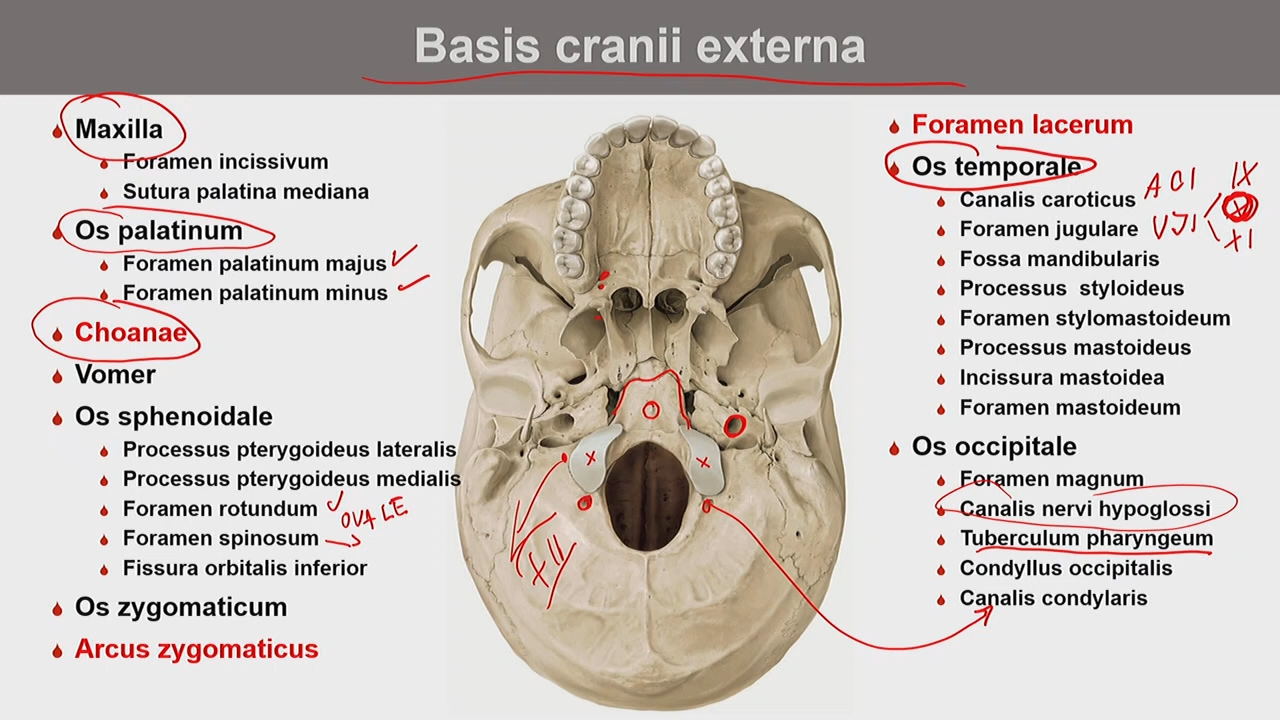 Basis cranii externa
Maxilla
Foramen incissivum
Sutura palatina mediana
Os palatinum
Foramen palatinum majus
Foramen palatinum minus
Choanae
Vomer
Os sphenoidale
Processus pterygoideus lateralis
Processus pterygoideus medialis
Foramen rotundum
OVALE
Foramen spinosum
Fissura orbitalis inferior
Os zygomaticum
Arcus zygomaticus
XII
Foramen lacerum
Os temporale
Canalis caroticus ACI IX
Foramen jugulare VJI X
XI
Fossa mandibularis
Processus styloideus
Foramen stylomastoideum
Processus mastoideus
Incissura mastoidea
Foramen mastoideum
Os occipitale
Foramen magnum
Canalis nervi hypoglossi
Tuberculum pharyngeum
Condyllus occipitalis
Canalis condylaris